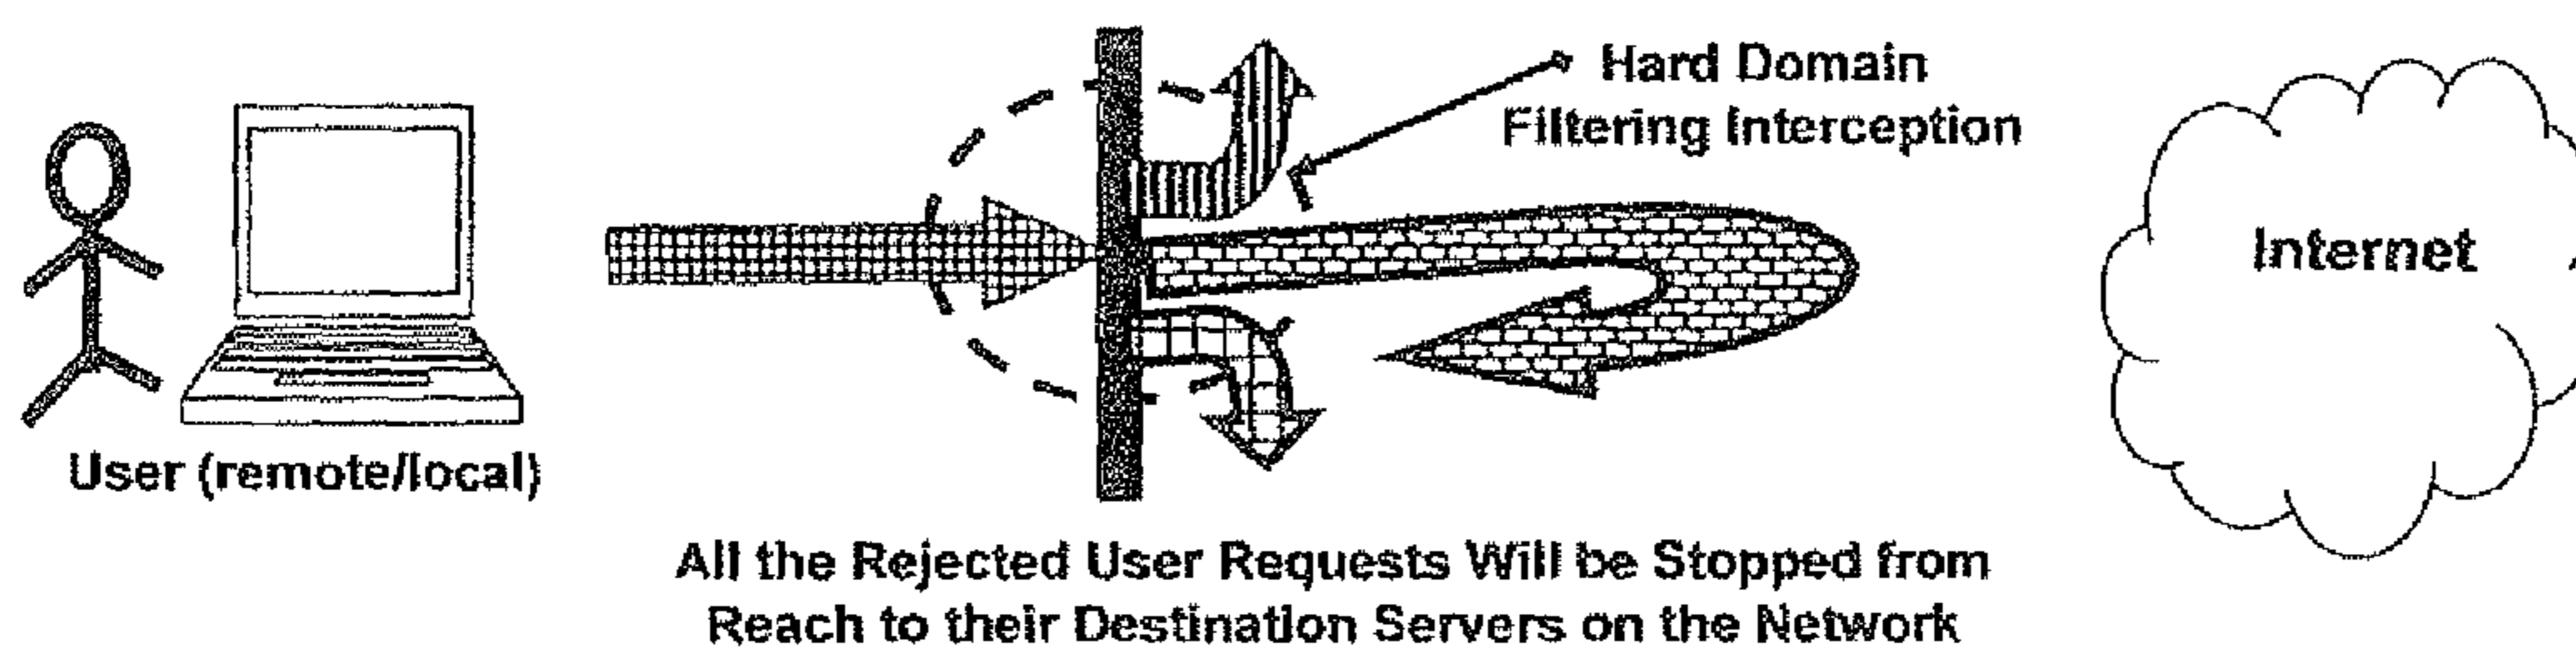 Hard Domain
Filtering Interception
Internet
User (remote/local)
All the Rejected User Requests Will be Stopped from
Reach to their Destination Servers on the Network